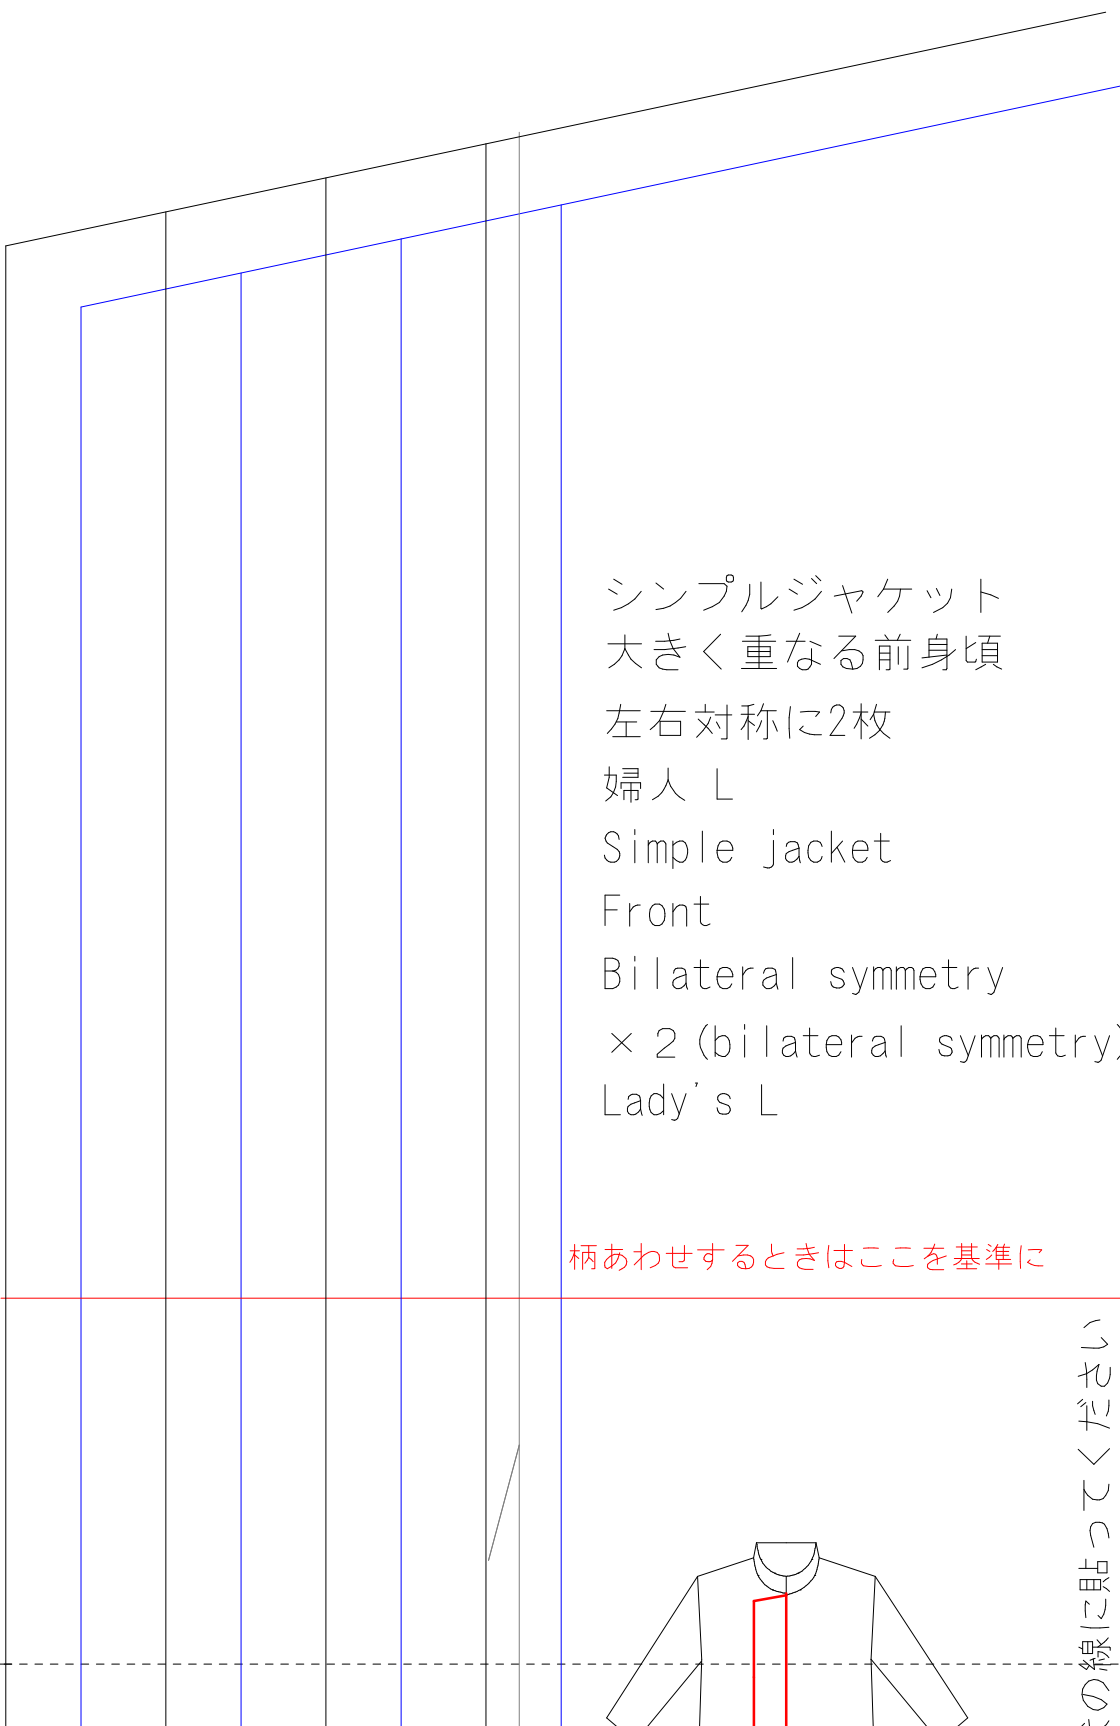 シンプルジャケット
大きく重なる前身頃
左右対称に2枚
婦人 L
Simple jacket
Front
Bilateral symmetry
×２(bilateral symmetry)
Lady's L
柄あわせするときはここを基準に
の線に貼ってください